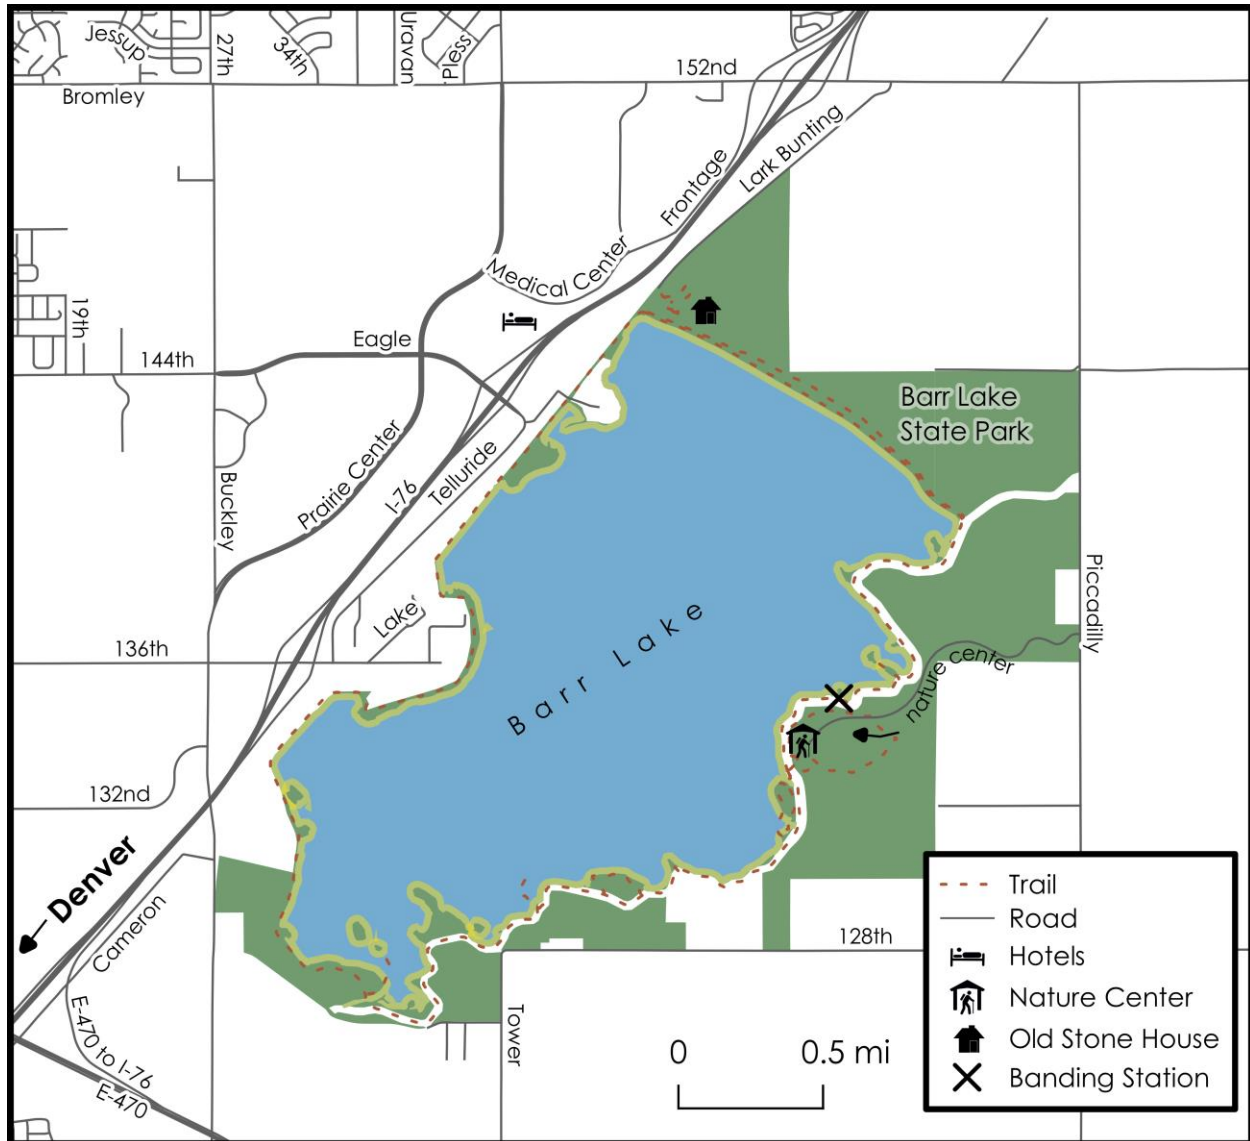 Jessup
27th
34th
Uravan
Pless
152nd
Bromley
Lark Bunting
Frontage
Medical Center
19th
Eagle
144th
Barr Lake
State Park
Prairie Center
I-76
Telluride
Buckley
Piccadilly
Lake
Barr Lake
136th
nature center
132nd
Denver
Cameron
128th
E-470 to I-76
E-470
Tower
0 0.5 mi
Trail
Road
Hotels
Nature Center
Old Stone House
Banding Station